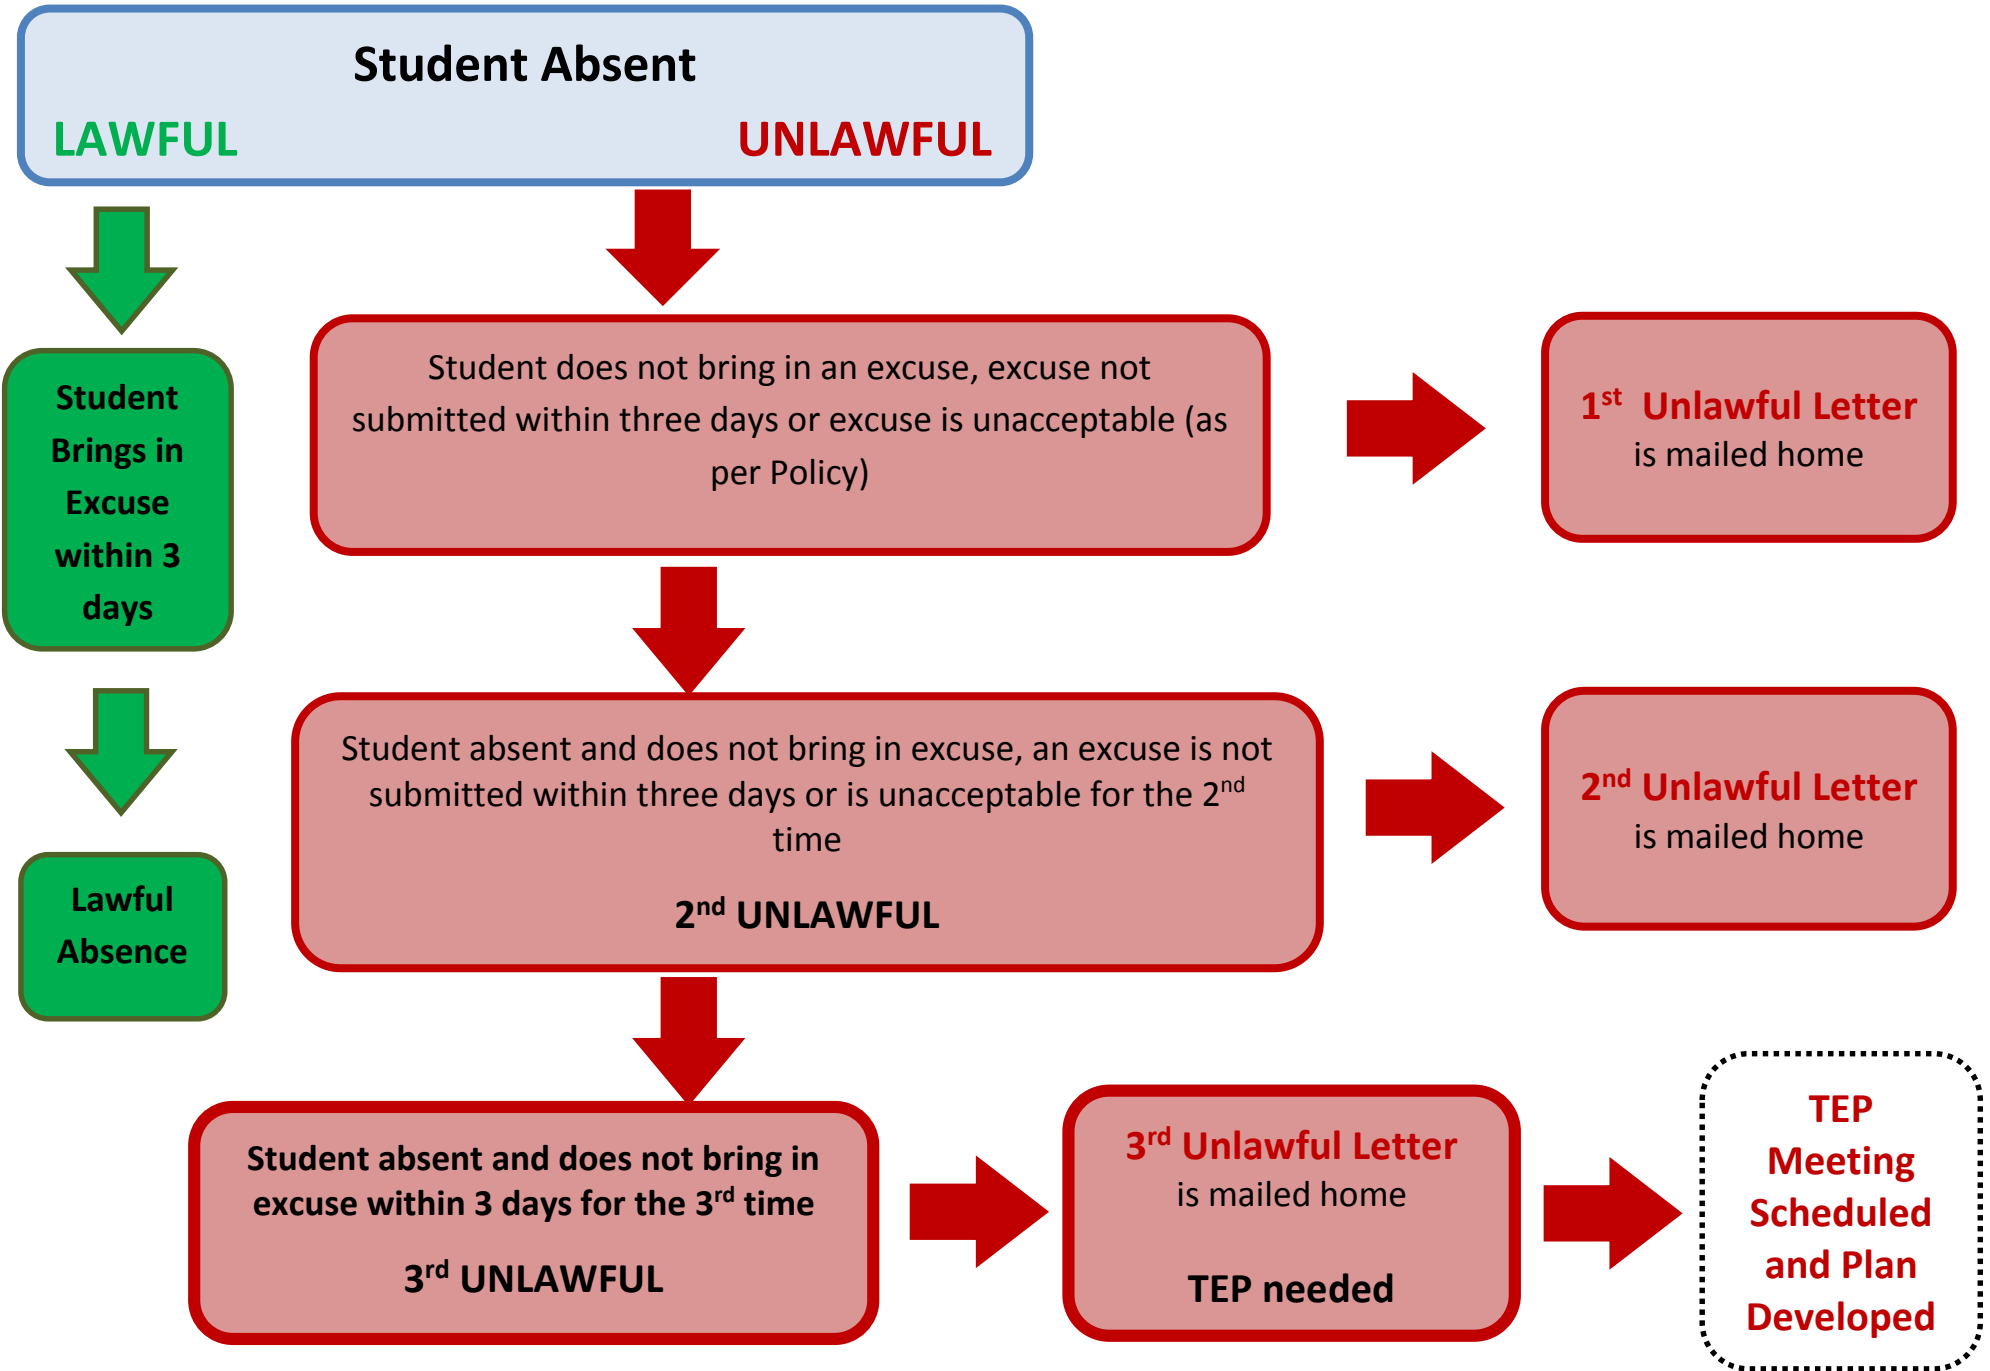 Student Absent
LAWFUL UNLAWFUL
Student
Brings in
Excuse
within 3
days
Lawful
Absence
Student does not bring in an excuse, excuse not
submitted within three days or excuse is unacceptable (as
per Policy)
1st Unlawful Letter
is mailed home
Student absent and does not bring in excuse, an excuse is not
submitted within three days or is unacceptable for the 2nd
time
2nd UNLAWFUL
2nd Unlawful Letter
is mailed home
Student absent and does not bring in
excuse within 3 days for the 3rd time
3rd UNLAWFUL
3rd Unlawful Letter
is mailed home
TEP needed
TEP
Meeting
Scheduled
and Plan
Developed